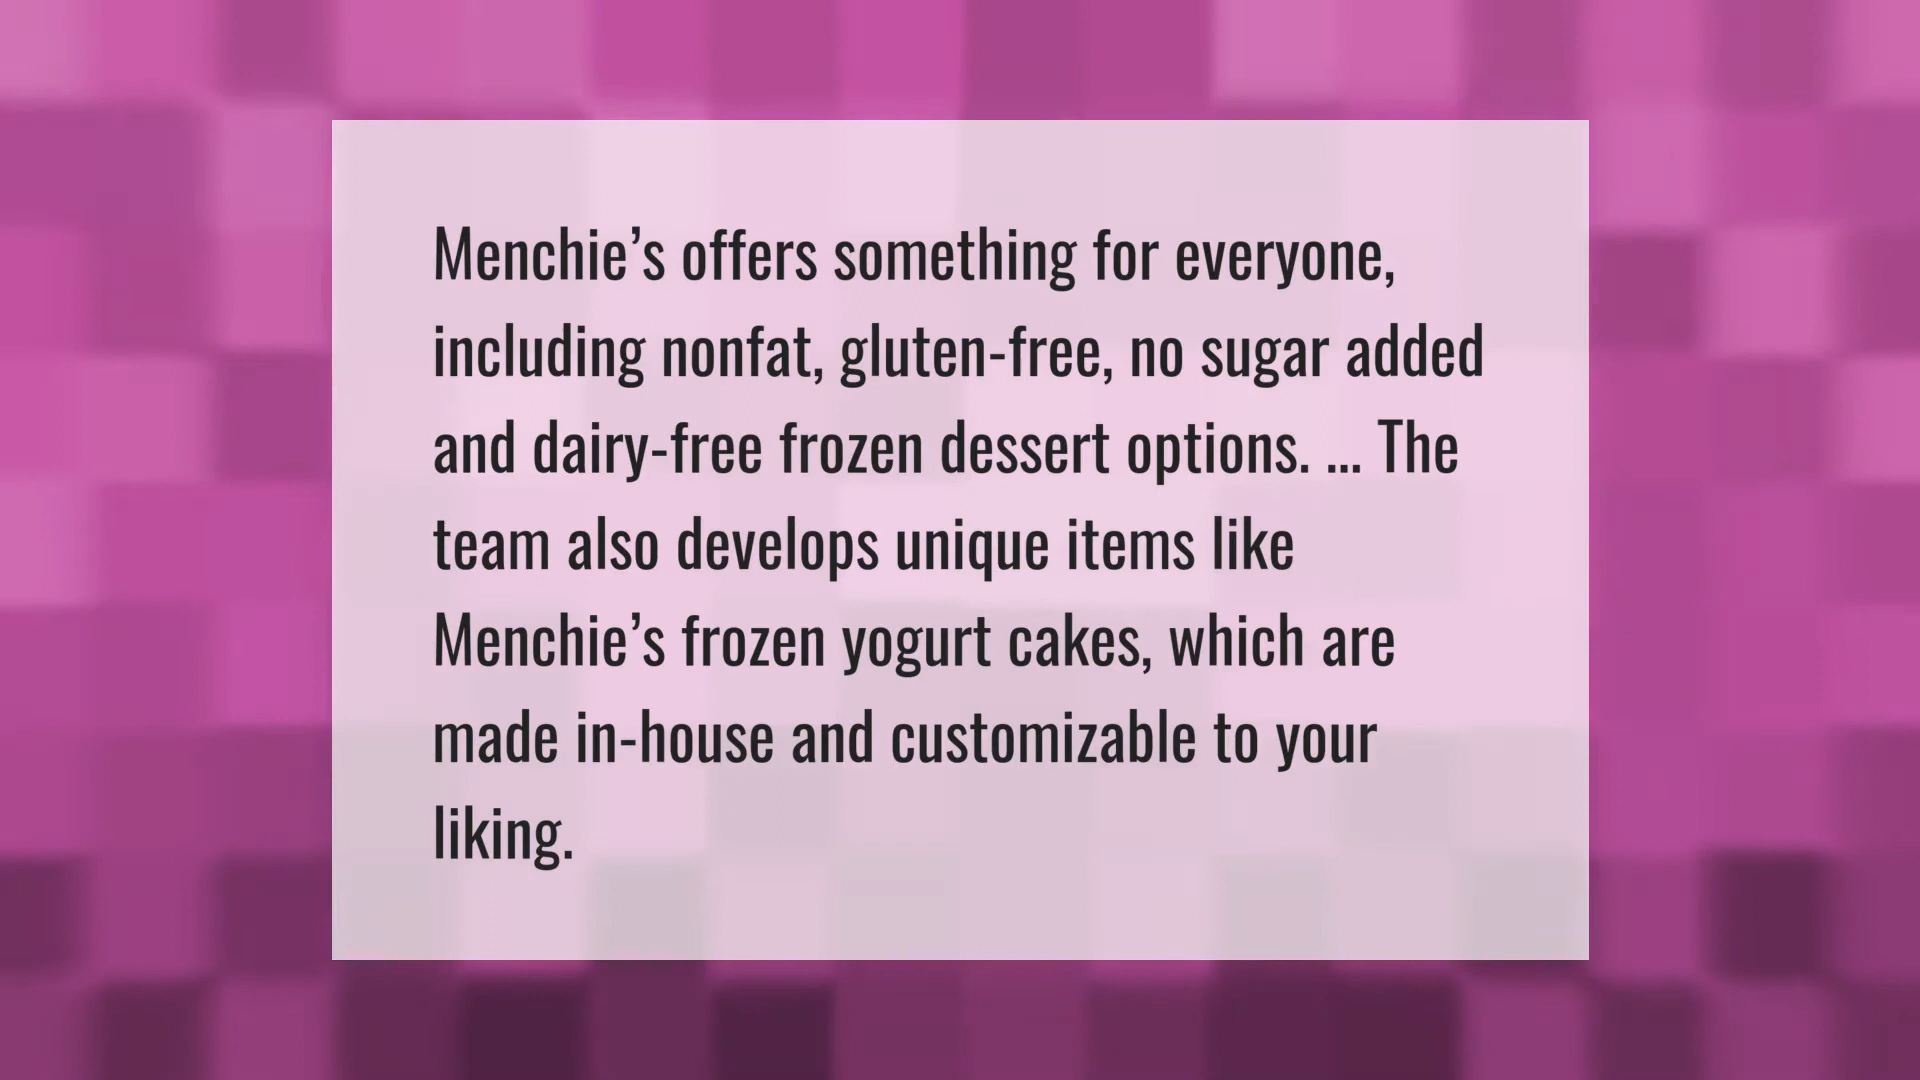 Menchie’s offers something for everyone,
including nonfat, gluten-free, no sugar added
and dairy-free frozen dessert options. ... The
team also develops unique items like
Menchie’s frozen yogurt cakes, which are
made in-house and customizable to your
liking.